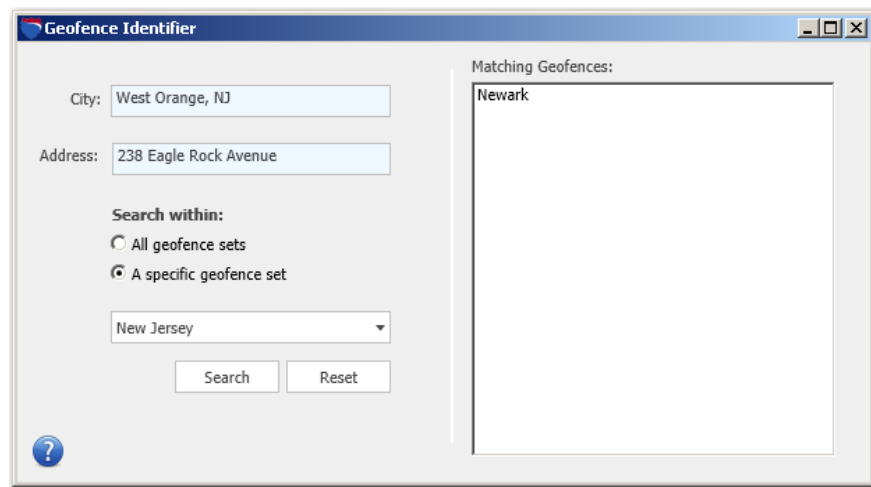 Geofence Identifier
City:
West Orange, NJ
Address:
238 Eagle Rock Avenue
Search within:
All geofence sets
A specific geofence set
New Jersey
Search
Reset
?
Matching Geofences:
Newark